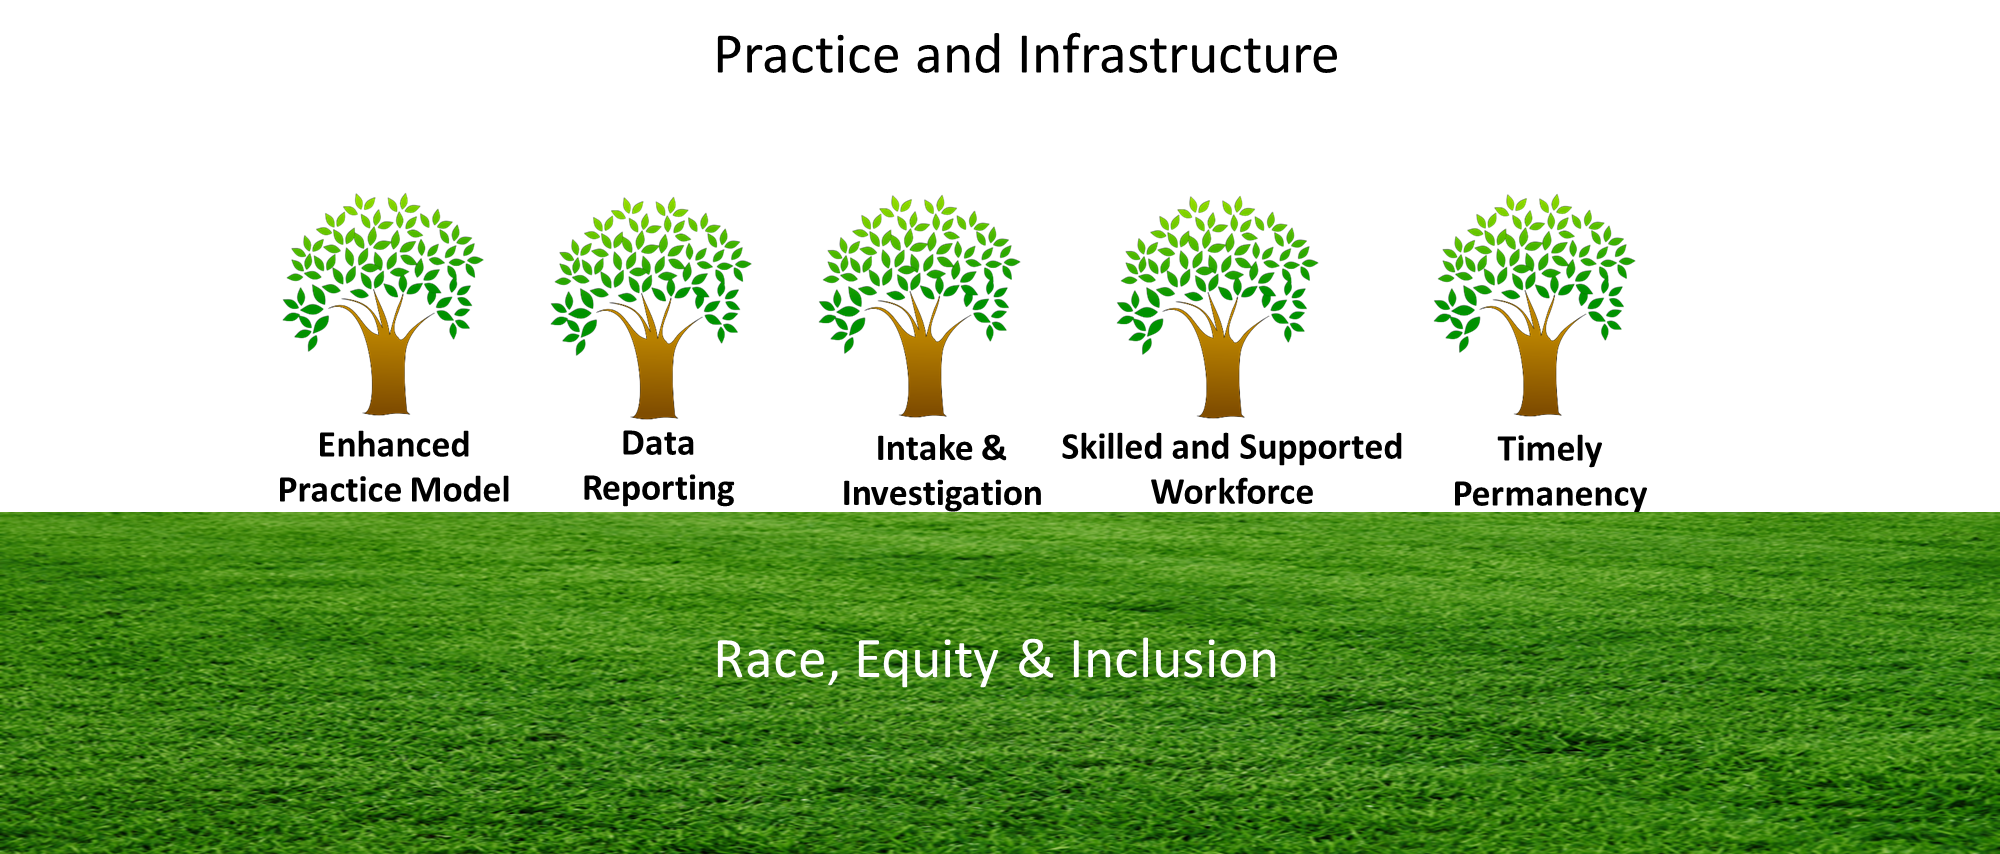 Practice and Infrastructure
Enhanced
Practice Model
Data
Reporting
Intake &
Investigation
Skilled and Supported
Workforce
Timely
Permanency
Race, Equity & Inclusion